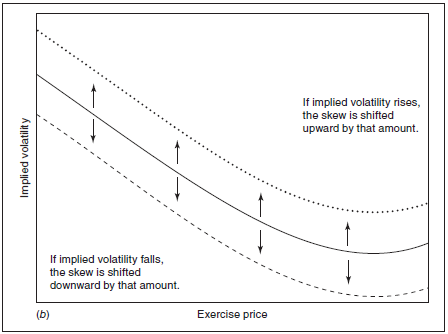 Implied volatility
If implied volatility rises,
the skew is shifted
upward by that amount.
If implied volatility falls,
the skew is shifted
downward by that amount.
(b)
Exercise price